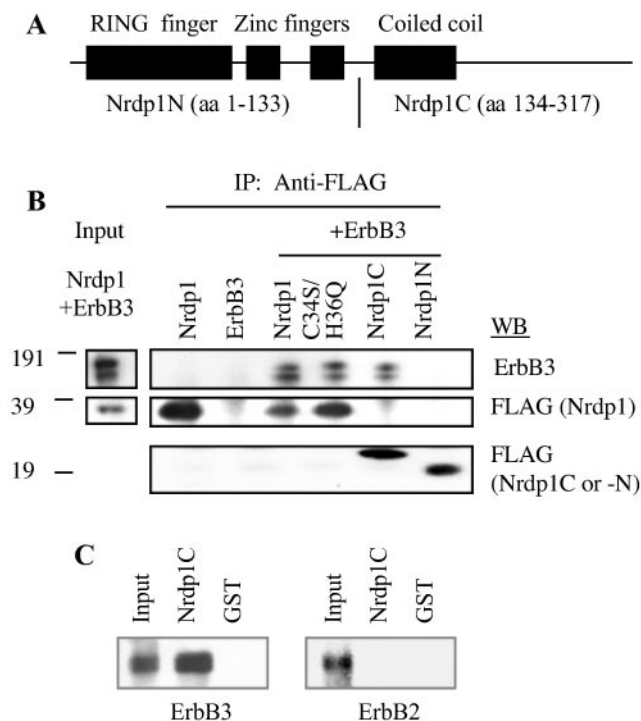 A
RING finger Zinc fingers Coiled coil
Nrdp1N (aa 1-133) Nrdp1C (aa 134-317)
B
IP: Anti-FLAG
Input
+ErbB3
Nrdp1
+ErbB3
Nrdp1
ErbB3
Nrdp1
C34S/
H36Q
Nrdp1C
Nrdp1N
WB
191
ErbB3
39
FLAG (Nrdp1)
19
FLAG
(Nrdp1C or -N)
C
Input
Nrdp1C
GST
Input
Nrdp1C
GST
ErbB3
ErbB2